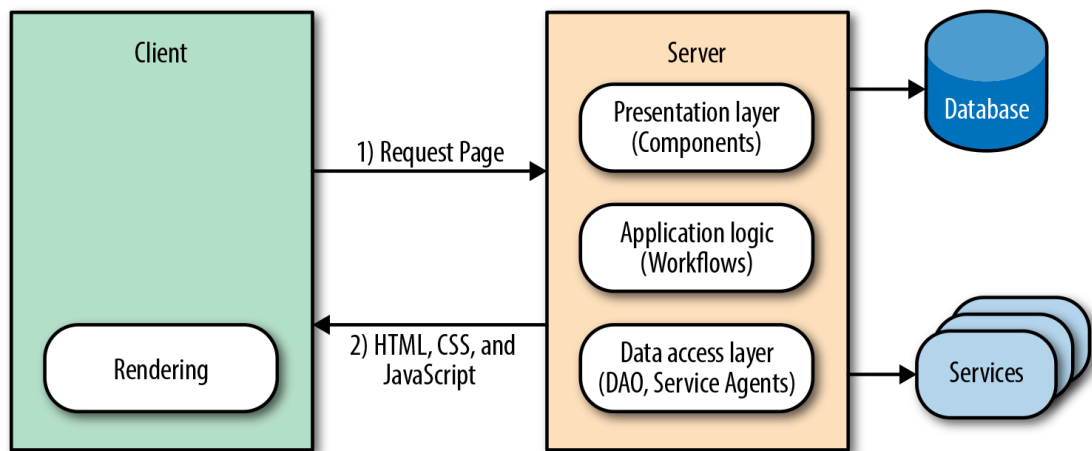 Client
Server
Database
Presentation layer
(Components)
1) Request Page
Application logic
(Workflows)
2) HTML, CSS, and
JavaScript
Rendering
Data access layer
(DAO, Service Agents)
Services